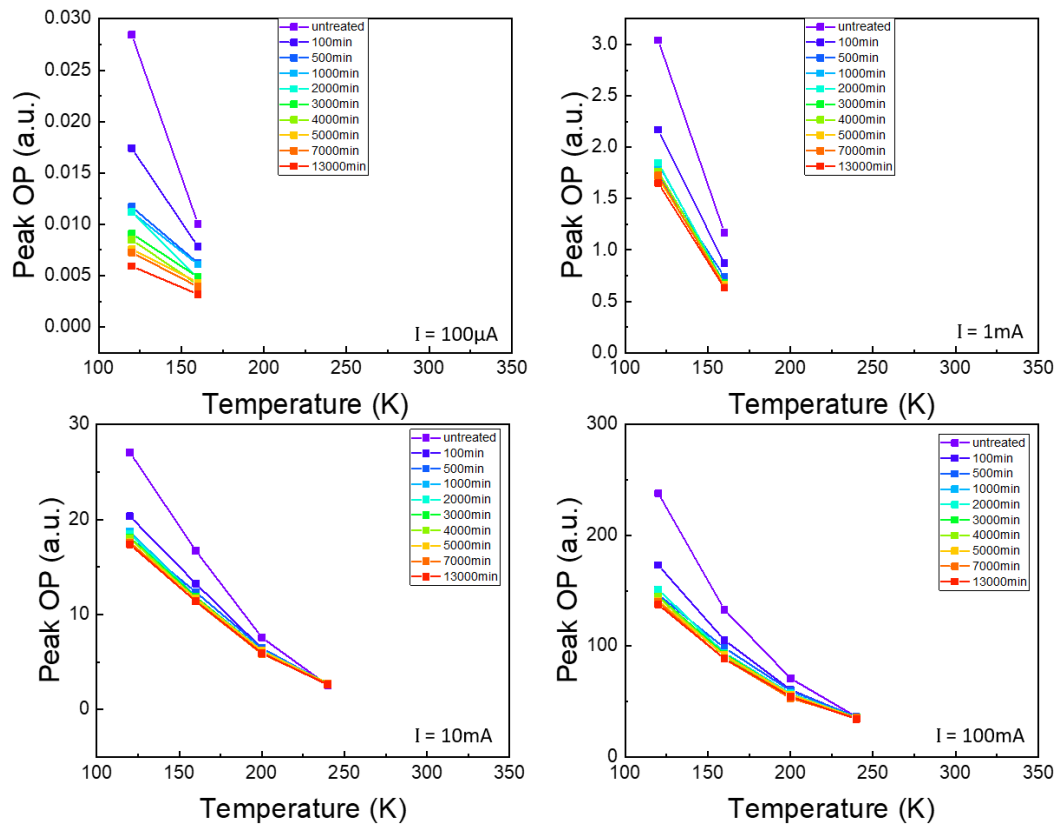 Peak OP (a.u.)
0.030
0.025
0.020
0.015
0.010
0.005
0.000
untreated
100min
500min
1000min
2000min
3000min
4000min
5000min
7000min
13000min
I = 100μA
100 150 200 250 300 350
Temperature (K)
Peak OP (a.u.)
3.0
2.5
2.0
1.5
1.0
0.5
0.0
untreated
100min
500min
1000min
2000min
3000min
4000min
5000min
7000min
13000min
I = 1mA
100 150 200 250 300 350
Temperature (K)
Peak OP (a.u.)
30
20
10
0
untreated
100min
500min
1000min
2000min
3000min
4000min
5000min
7000min
13000min
I = 10mA
100 150 200 250 300 350
Temperature (K)
Peak OP (a.u.)
300
200
100
0
untreated
100min
500min
1000min
2000min
3000min
4000min
5000min
7000min
13000min
I = 100mA
100 150 200 250 300 350
Temperature (K)